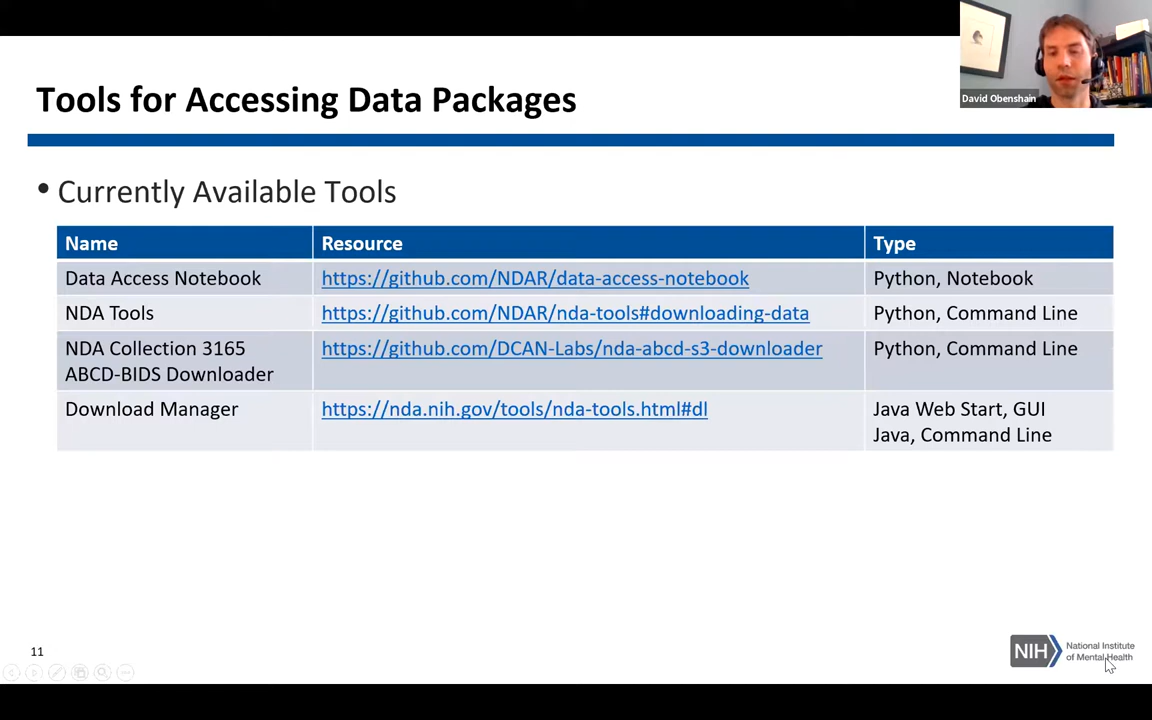 David Obenshain
Tools for Accessing Data Packages
• Currently Available Tools
Name Resource Type
Data Access Notebook https://github.com/NDAR/data-access-notebook Python, Notebook
NDA Tools https://github.com/NDAR/nda-tools#downloading-data Python, Command Line
NDA Collection 3165 https://github.com/DCAN-Labs/nda-abcd-s3-downloader Python, Command Line
ABCD-BIDS Downloader
Download Manager https://nda.nih.gov/tools/nda-tools.html#dl Java Web Start, GUI
Java, Command Line
11
NIH National Institute
of Mental Health